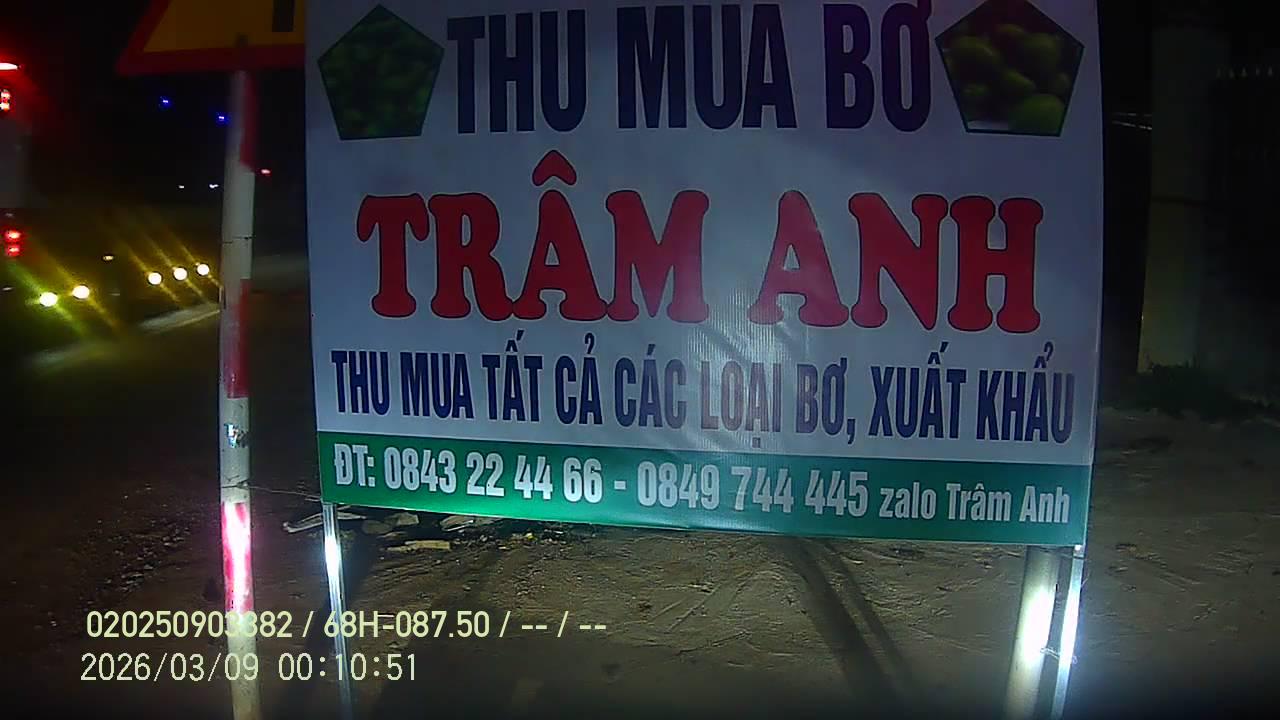 THU MUA BƠ
TRÂM ANH
THU MUA TẤT CẢ CÁC LOẠI BƠ, XUẤT KHẨU
ĐT: 0843 22 44 66 - 0849 744 445 zalo Trâm Anh
020250903382 / 68H-087.50 / -- / --
2026/03/09 00:10:51